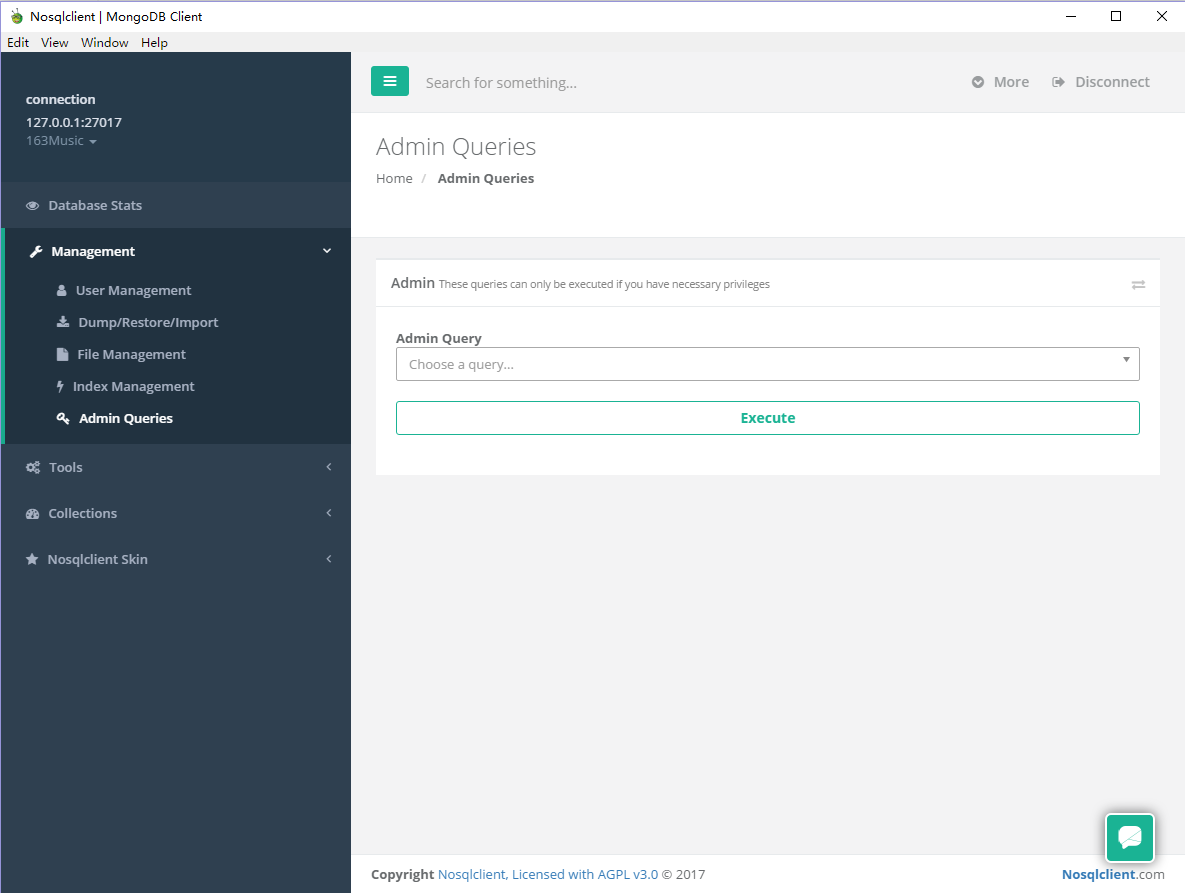 Nosqlclient | MongoDB Client
Edit View Window Help
connection
127.0.0.1:27017
163Music
Database Stats
Management
User Management
Dump/Restore/Import
File Management
Index Management
Admin Queries
Tools
Collections
Nosqlclient Skin
Search for something...
More Disconnect
Admin Queries
Home / Admin Queries
Admin These queries can only be executed if you have necessary privileges
Admin Query
Choose a query...
Execute
Copyright Nosqlclient, Licensed with AGPL v3.0 © 2017
Nosqlclient.com